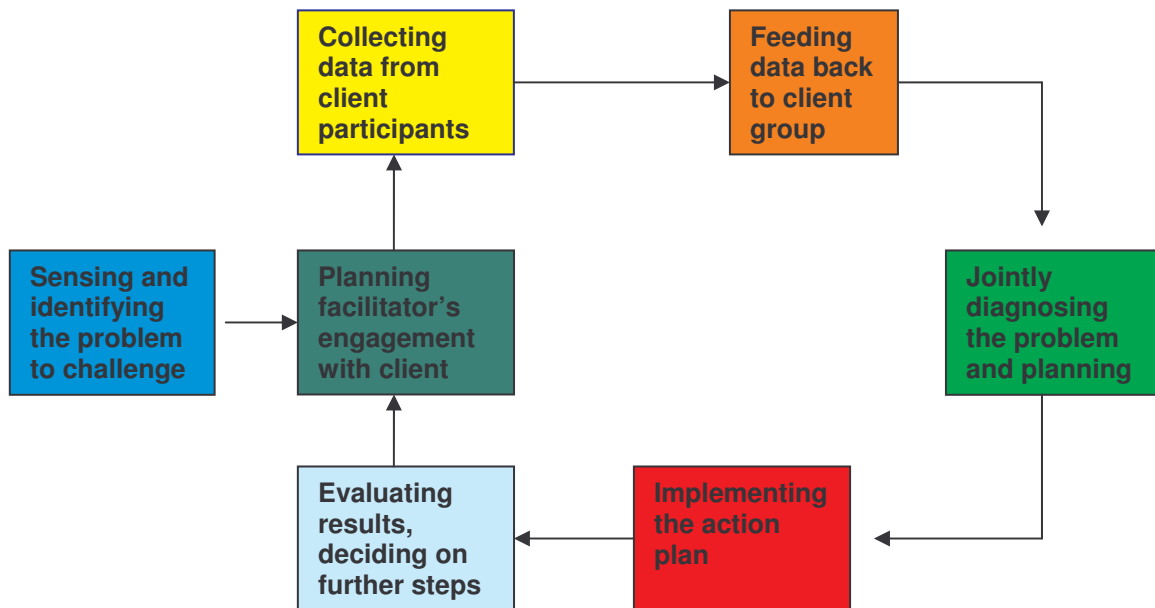 Collecting
data from
client
participants
Feeding
data back
to client
group
Sensing and
identifying
the problem
to challenge
Planning
facilitator’s
engagement
with client
Jointly
diagnosing
the problem
and planning
Evaluating
results,
deciding on
further steps
Implementing
the action
plan